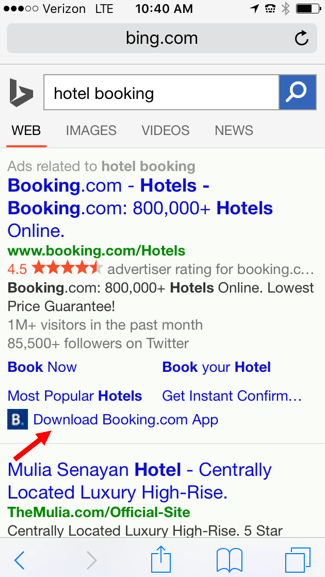 Verizon LTE 10:40 AM
bing.com
hotel booking
WEB IMAGES VIDEOS NEWS
Ads related to hotel booking
Booking.com - Hotels -
Booking.com: 800,000+ Hotels
Online.
www.booking.com/Hotels
4.5 advertiser rating for booking.c...
Booking.com: 800,000+ Hotels Online. Lowest
Price Guarantee!
1M+ visitors in the past month
85,500+ followers on Twitter
Book Now Book your Hotel
Most Popular Hotels Get Instant Confirm...
B. Download Booking.com App
Mulia Senayan Hotel - Centrally
Located Luxury High-Rise.
TheMulia.com/Official-Site
Centrally Located Luxury High-Rise. 5 Star